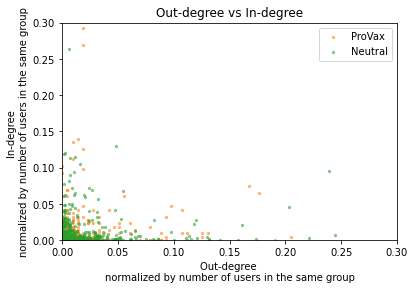 Out-degree vs In-degree
ProVax
Neutral
In-degree
normalized by number of users in the same group
0.30
0.25
0.20
0.15
0.10
0.05
0.00
0.00 0.05 0.10 0.15 0.20 0.25 0.30
Out-degree
normalized by number of users in the same group